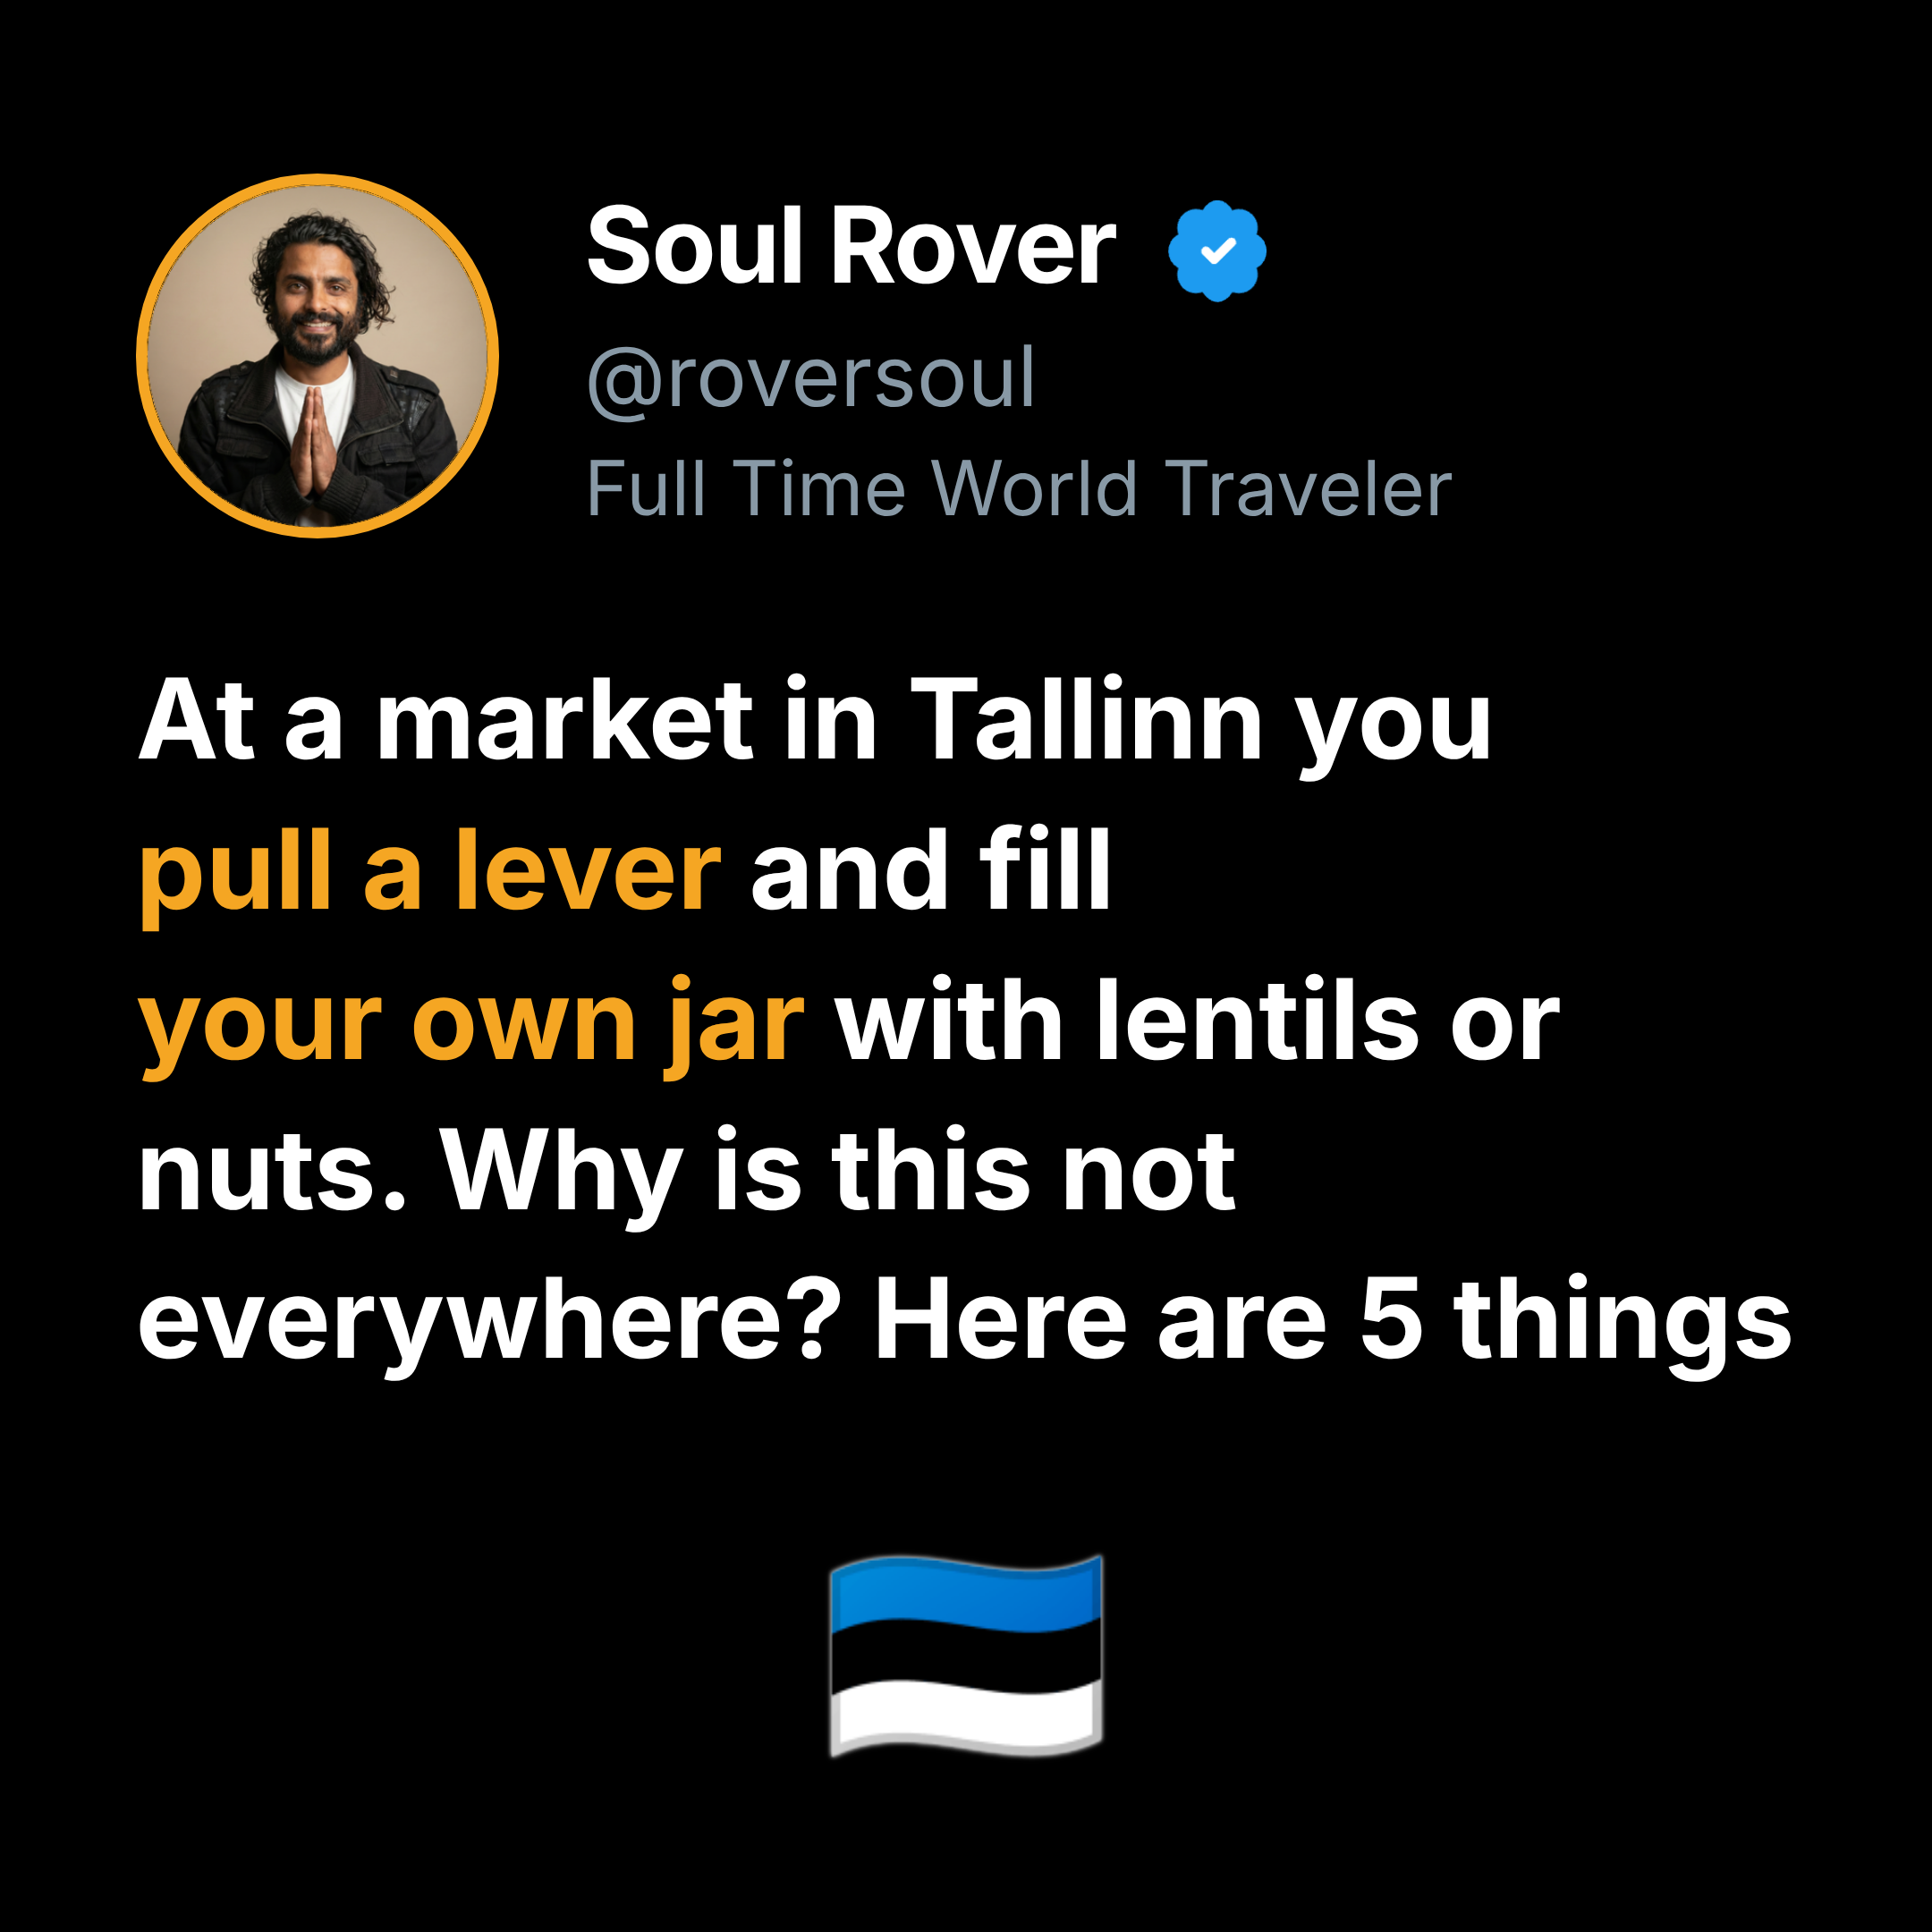 Soul Rover
@roversoul
Full Time World Traveler
At a market in Tallinn you
pull a lever and fill
your own jar with lentils or
nuts. Why is this not
everywhere? Here are 5 things